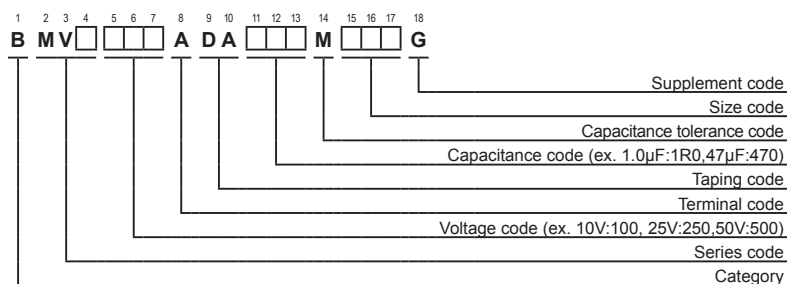 1 2 3 4 5 6 7 8 9 10 11 12 13 14 15 16 17 18
B M V □ □□□ A D A □□□ M □□□ G
Supplement code
Size code
Capacitance tolerance code
Capacitance code (ex. 1.0μF:1R0,47μF:470)
Taping code
Terminal code
Voltage code (ex. 10V:100, 25V:250,50V:500)
Series code
Category